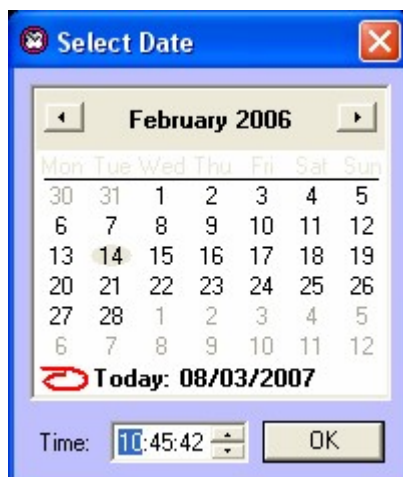 Select Date
February 2006
Mon Tue Wed Thu Fri Sat Sun
30 31 1 2 3 4 5
6 7 8 9 10 11 12
13 14 15 16 17 18 19
20 21 22 23 24 25 26
27 28 1 2 3 4 5
6 7 8 9 10 11 12
Today: 08/03/2007
Time: 10:45:42 OK